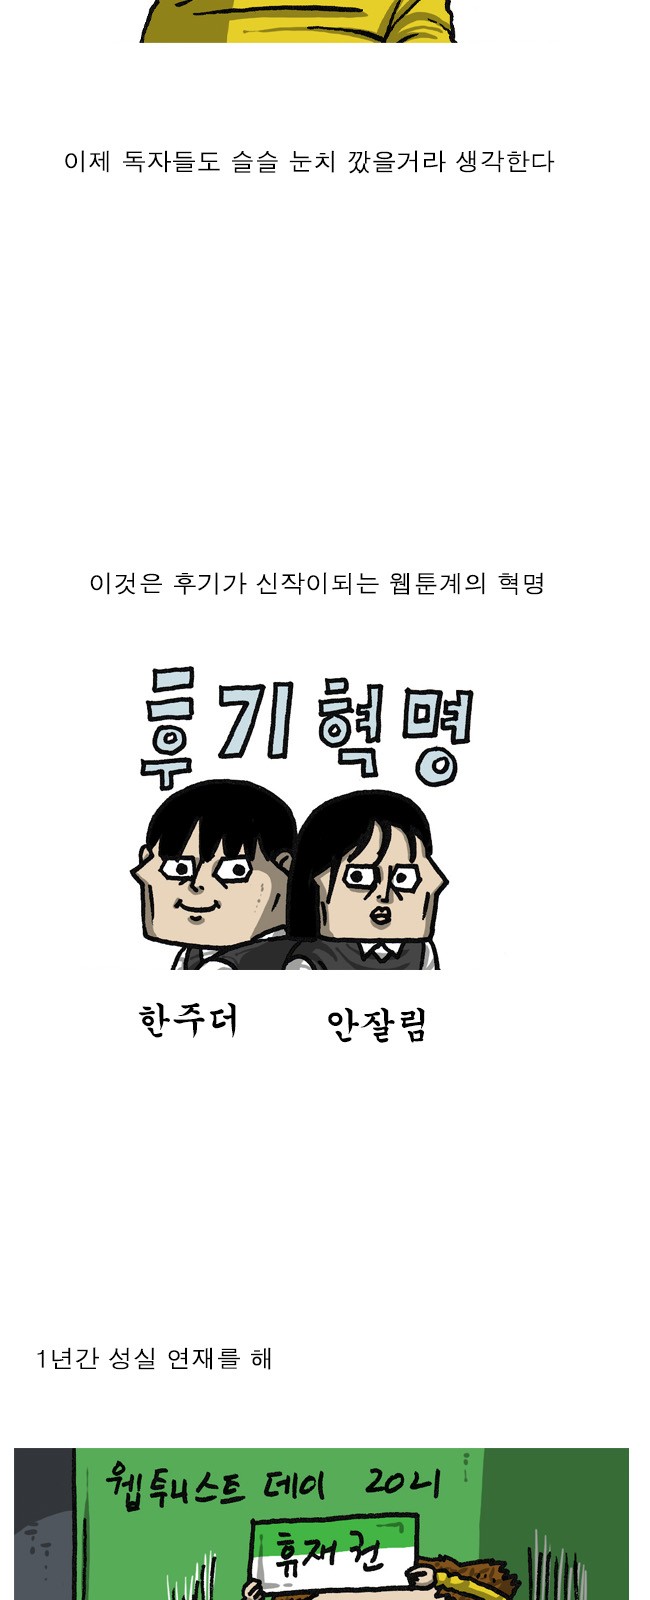 이제 독자들도 슬슬 눈치 깠을거라 생각한다
이것은 후기가 신작이되는 웹툰계의 혁명
후기혁명
한주더 안잘림
1년간 성실 연재를 해
웹투니스트 데이 20니
휴재권